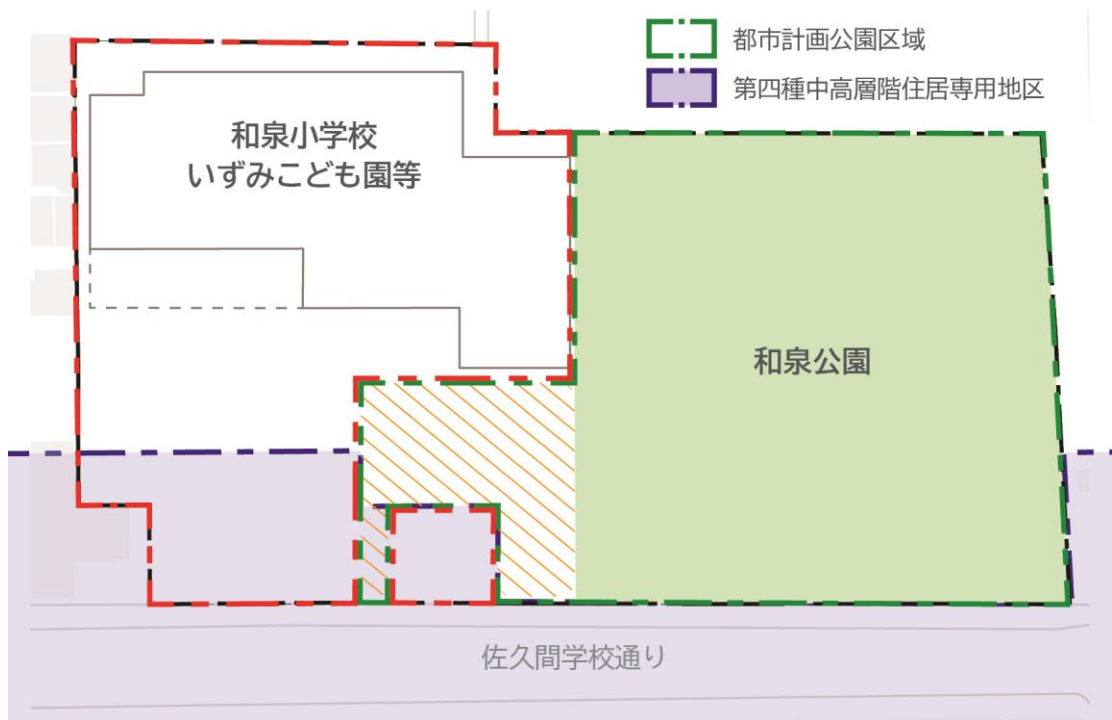 都市計画公園区域
第四種中高層階住居専用地区
和泉小学校
いずみこども園等
和泉公園
佐久間学校通り